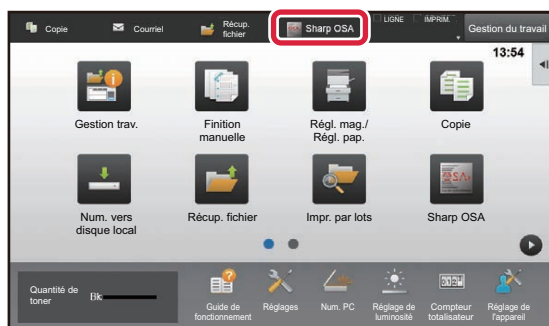 Copie
Courriel
Récup.
fichier
Sharp OSA
LIGNE
IMPRIM.
Gestion du travail
13:54
Gestion trav.
Finition
manuelle
Régl. mag./
Régl. pap.
Copie
Num. vers
disque local
Récup. fichier
Impr. par lots
Sharp OSA
Quantité de
toner
Bk
Guide de
fonctionnement
Réglages
Num. PC
Réglage de
luminosité
Compteur
totalisateur
Réglage de
l'appareil